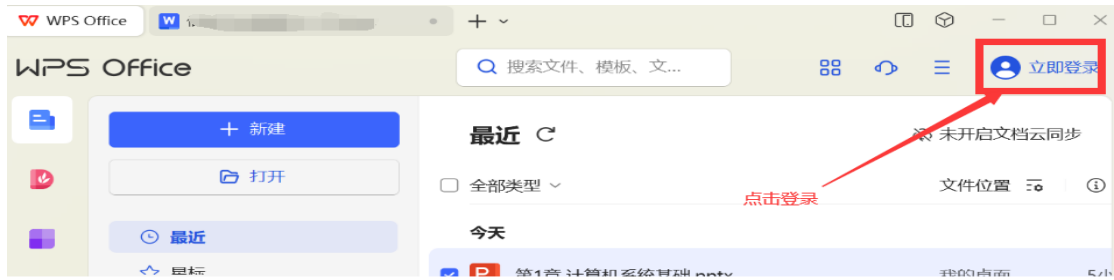 WPS Office
WPS Office
搜索文件、模板、文...
立即登录
新建
最近
未开启文档云同步
打开
全部类型
文件位置
点击登录
最近
今天
星标
第1章 计算机系统基础.pptx
我的桌面